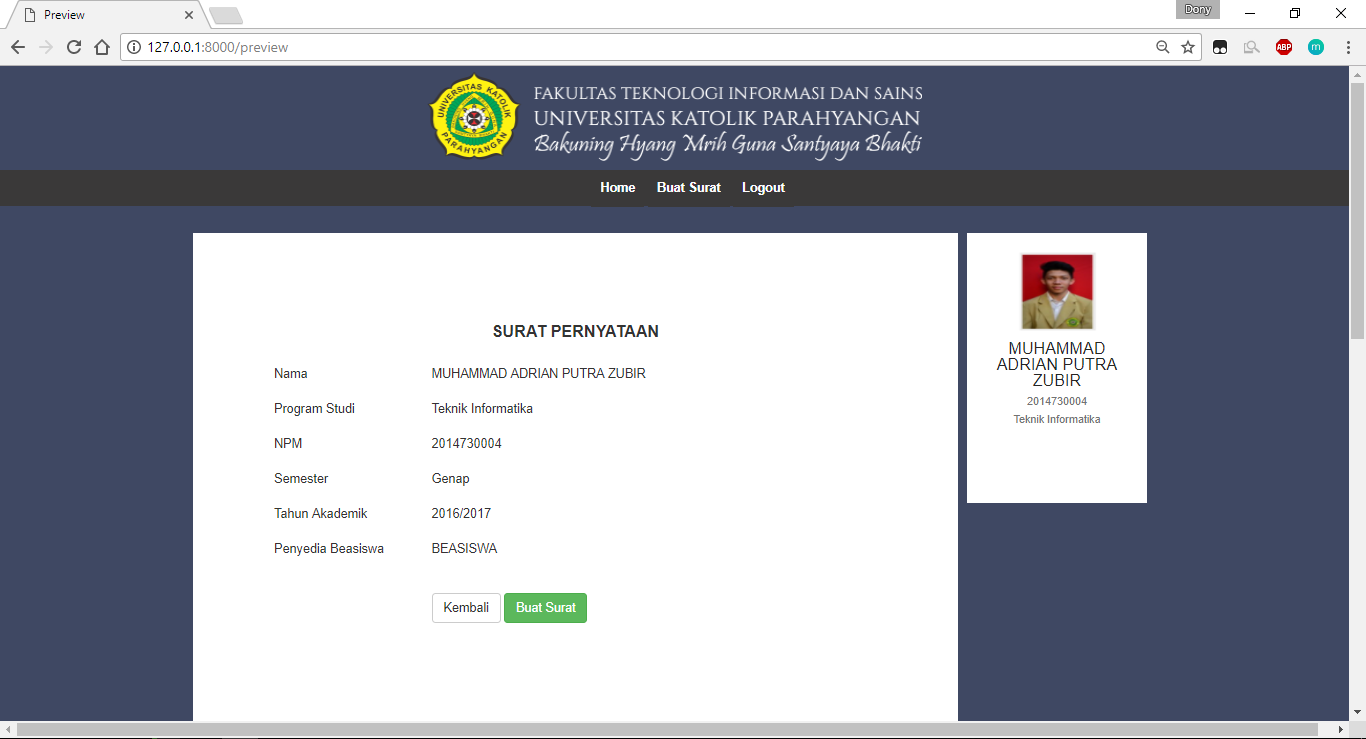 Preview
Dony
127.0.0.1:8000/preview
ABP
m
UNIVERSITAS KATOLIK
PARAHYANGAN
FAKULTAS TEKNOLOGI INFORMASI DAN SAINS
UNIVERSITAS KATOLIK PARAHYANGAN
Bakuning Hyang Mrih Guna Santyaya Bhakti
Home Buat Surat Logout
SURAT PERNYATAAN
Nama MUHAMMAD ADRIAN PUTRA ZUBIR
Program Studi Teknik Informatika
NPM 2014730004
Semester Genap
Tahun Akademik 2016/2017
Penyedia Beasiswa BEASISWA
Kembali Buat Surat
MUHAMMAD
ADRIAN PUTRA
ZUBIR
2014730004
Teknik Informatika